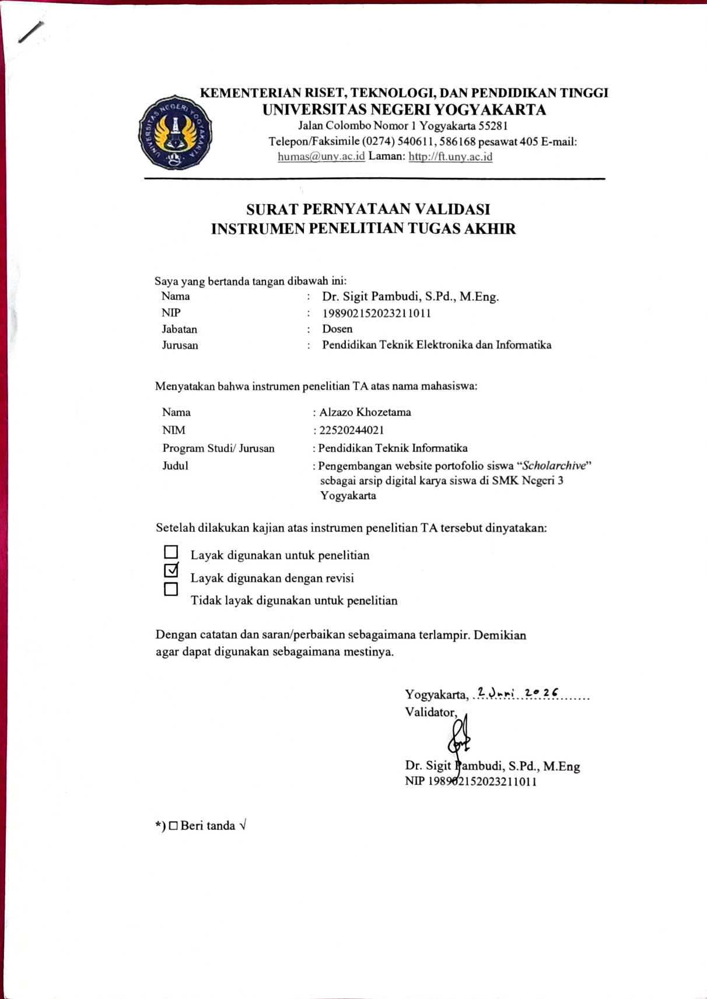 UNIVERSITAS NEGERI YOGYAKARTA
KEMENTERIAN RISET, TEKNOLOGI, DAN PENDIDIKAN TINGGI
UNIVERSITAS NEGERI YOGYAKARTA
Jalan Colombo Nomor 1 Yogyakarta 55281
Telepon/Faksimile (0274) 540611, 586168 pesawat 405 E-mail:
humas@uny.ac.id Laman: http://ft.uny.ac.id
SURAT PERNYATAAN VALIDASI
INSTRUMEN PENELITIAN TUGAS AKHIR
Saya yang bertanda tangan dibawah ini:
Nama : Dr. Sigit Pambudi, S.Pd., M.Eng.
NIP : 198902152023211011
Jabatan : Dosen
Jurusan : Pendidikan Teknik Elektronika dan Informatika
Menyatakan bahwa instrumen penelitian TA atas nama mahasiswa:
Nama : Alzazo Khozetama
NIM : 22520244021
Program Studi/ Jurusan : Pendidikan Teknik Informatika
Judul : Pengembangan website portofolio siswa “Scholarchive”
sebagai arsip digital karya siswa di SMK Negeri 3
Yogyakarta
Setelah dilakukan kajian atas instrumen penelitian TA tersebut dinyatakan:
☐ Layak digunakan untuk penelitian
☑ Layak digunakan dengan revisi
☐ Tidak layak digunakan untuk penelitian
Dengan catatan dan saran/perbaikan sebagaimana terlampir. Demikian
agar dapat digunakan sebagaimana mestinya.
Yogyakarta, 2 Juni 2026
Validator,
Dr. Sigit Pambudi, S.Pd., M.Eng
NIP 198902152023211011
*) ☐ Beri tanda √